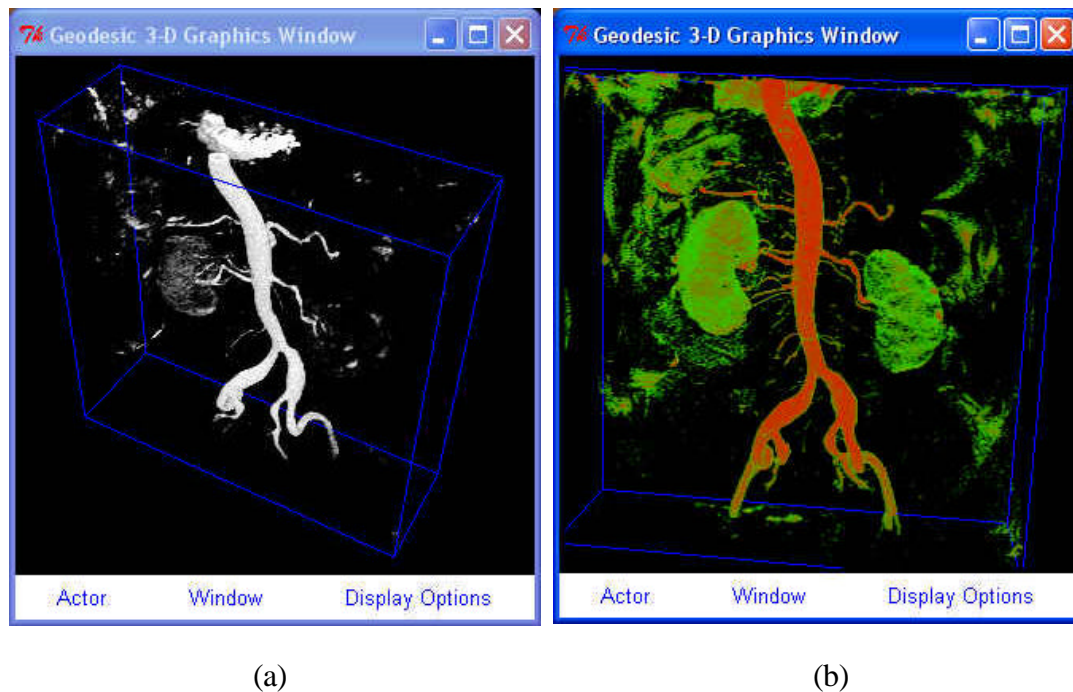 Geodesic 3-D Graphics Window
Actor Window Display Options
(a)
Geodesic 3-D Graphics Window
Actor Window Display Options
(b)